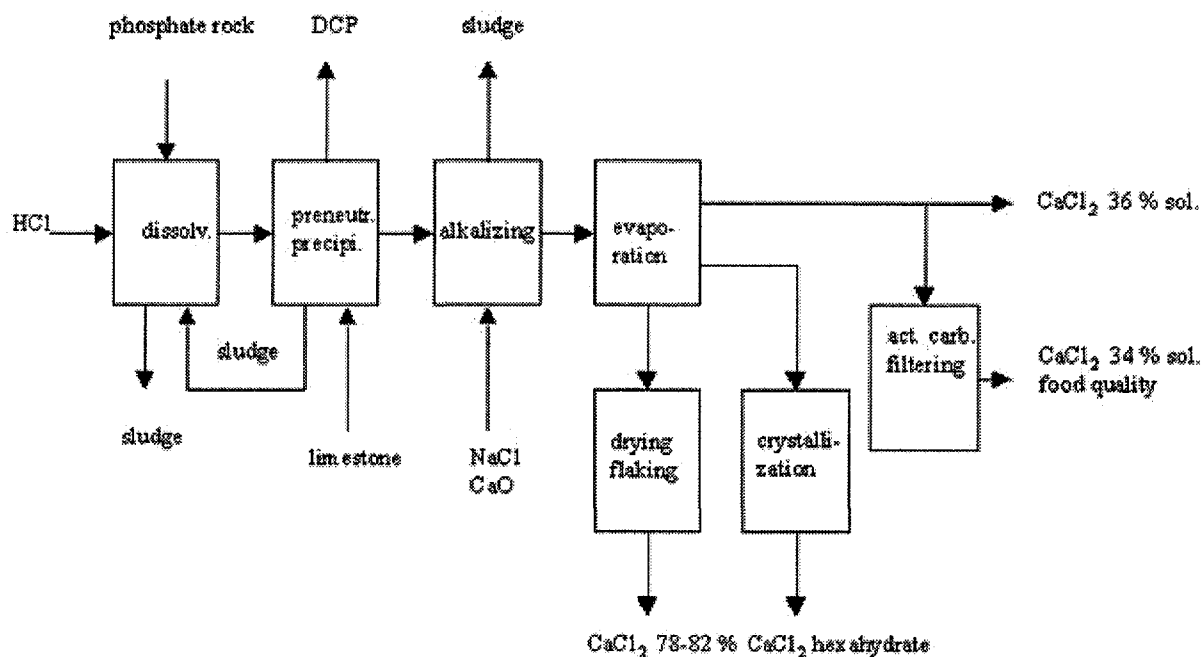 phosphate rock
DCP
sludge
HCl
dissolv.
preneutr.
precipi.
alkalizing
evapo-
ration
CaCl₂ 36 % sol.
sludge
act. carb.
filtering
CaCl₂ 34 % sol.
food quality
sludge
limestone
NaCl
CaO
drying
flaking
crystalli-
zation
CaCl₂ 78-82 %
CaCl₂ hexahydrate